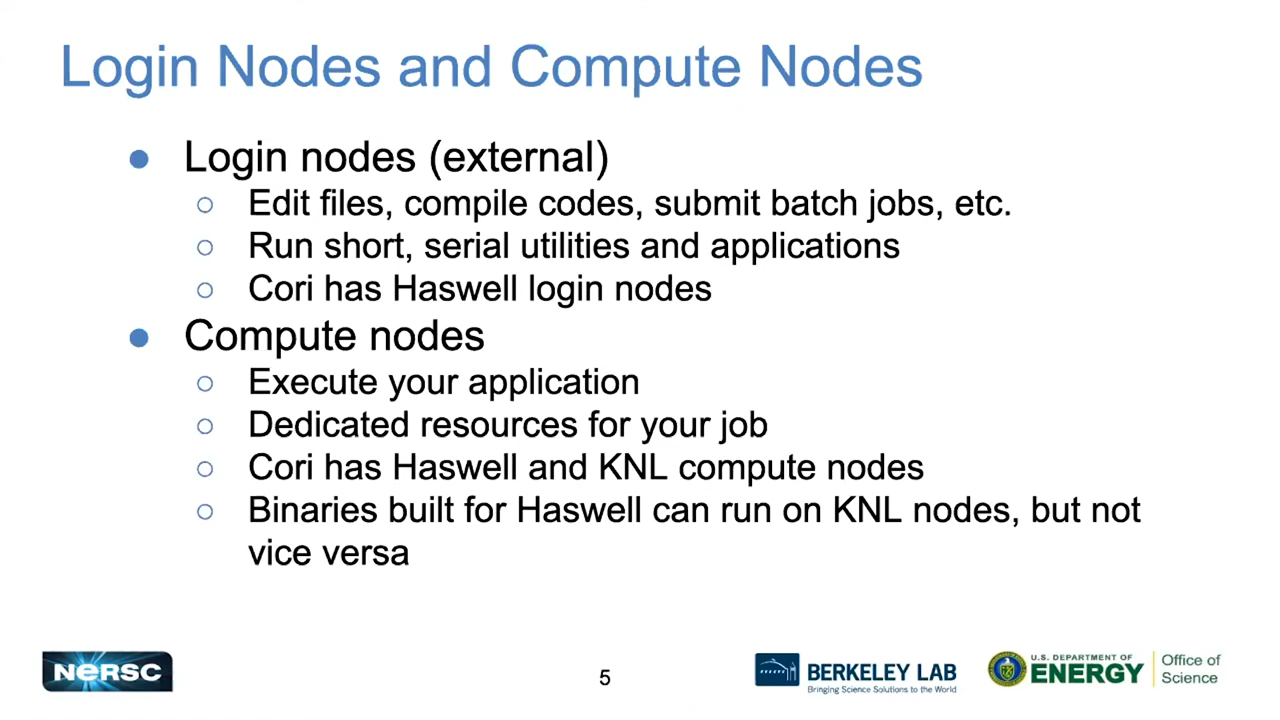 Login Nodes and Compute Nodes
● Login nodes (external)
○ Edit files, compile codes, submit batch jobs, etc.
○ Run short, serial utilities and applications
○ Cori has Haswell login nodes
● Compute nodes
○ Execute your application
○ Dedicated resources for your job
○ Cori has Haswell and KNL compute nodes
○ Binaries built for Haswell can run on KNL nodes, but not
vice versa
NERSC
5
BERKELEY LAB
Bringing Science Solutions to the World
U.S. DEPARTMENT OF
ENERGY
Office of
Science